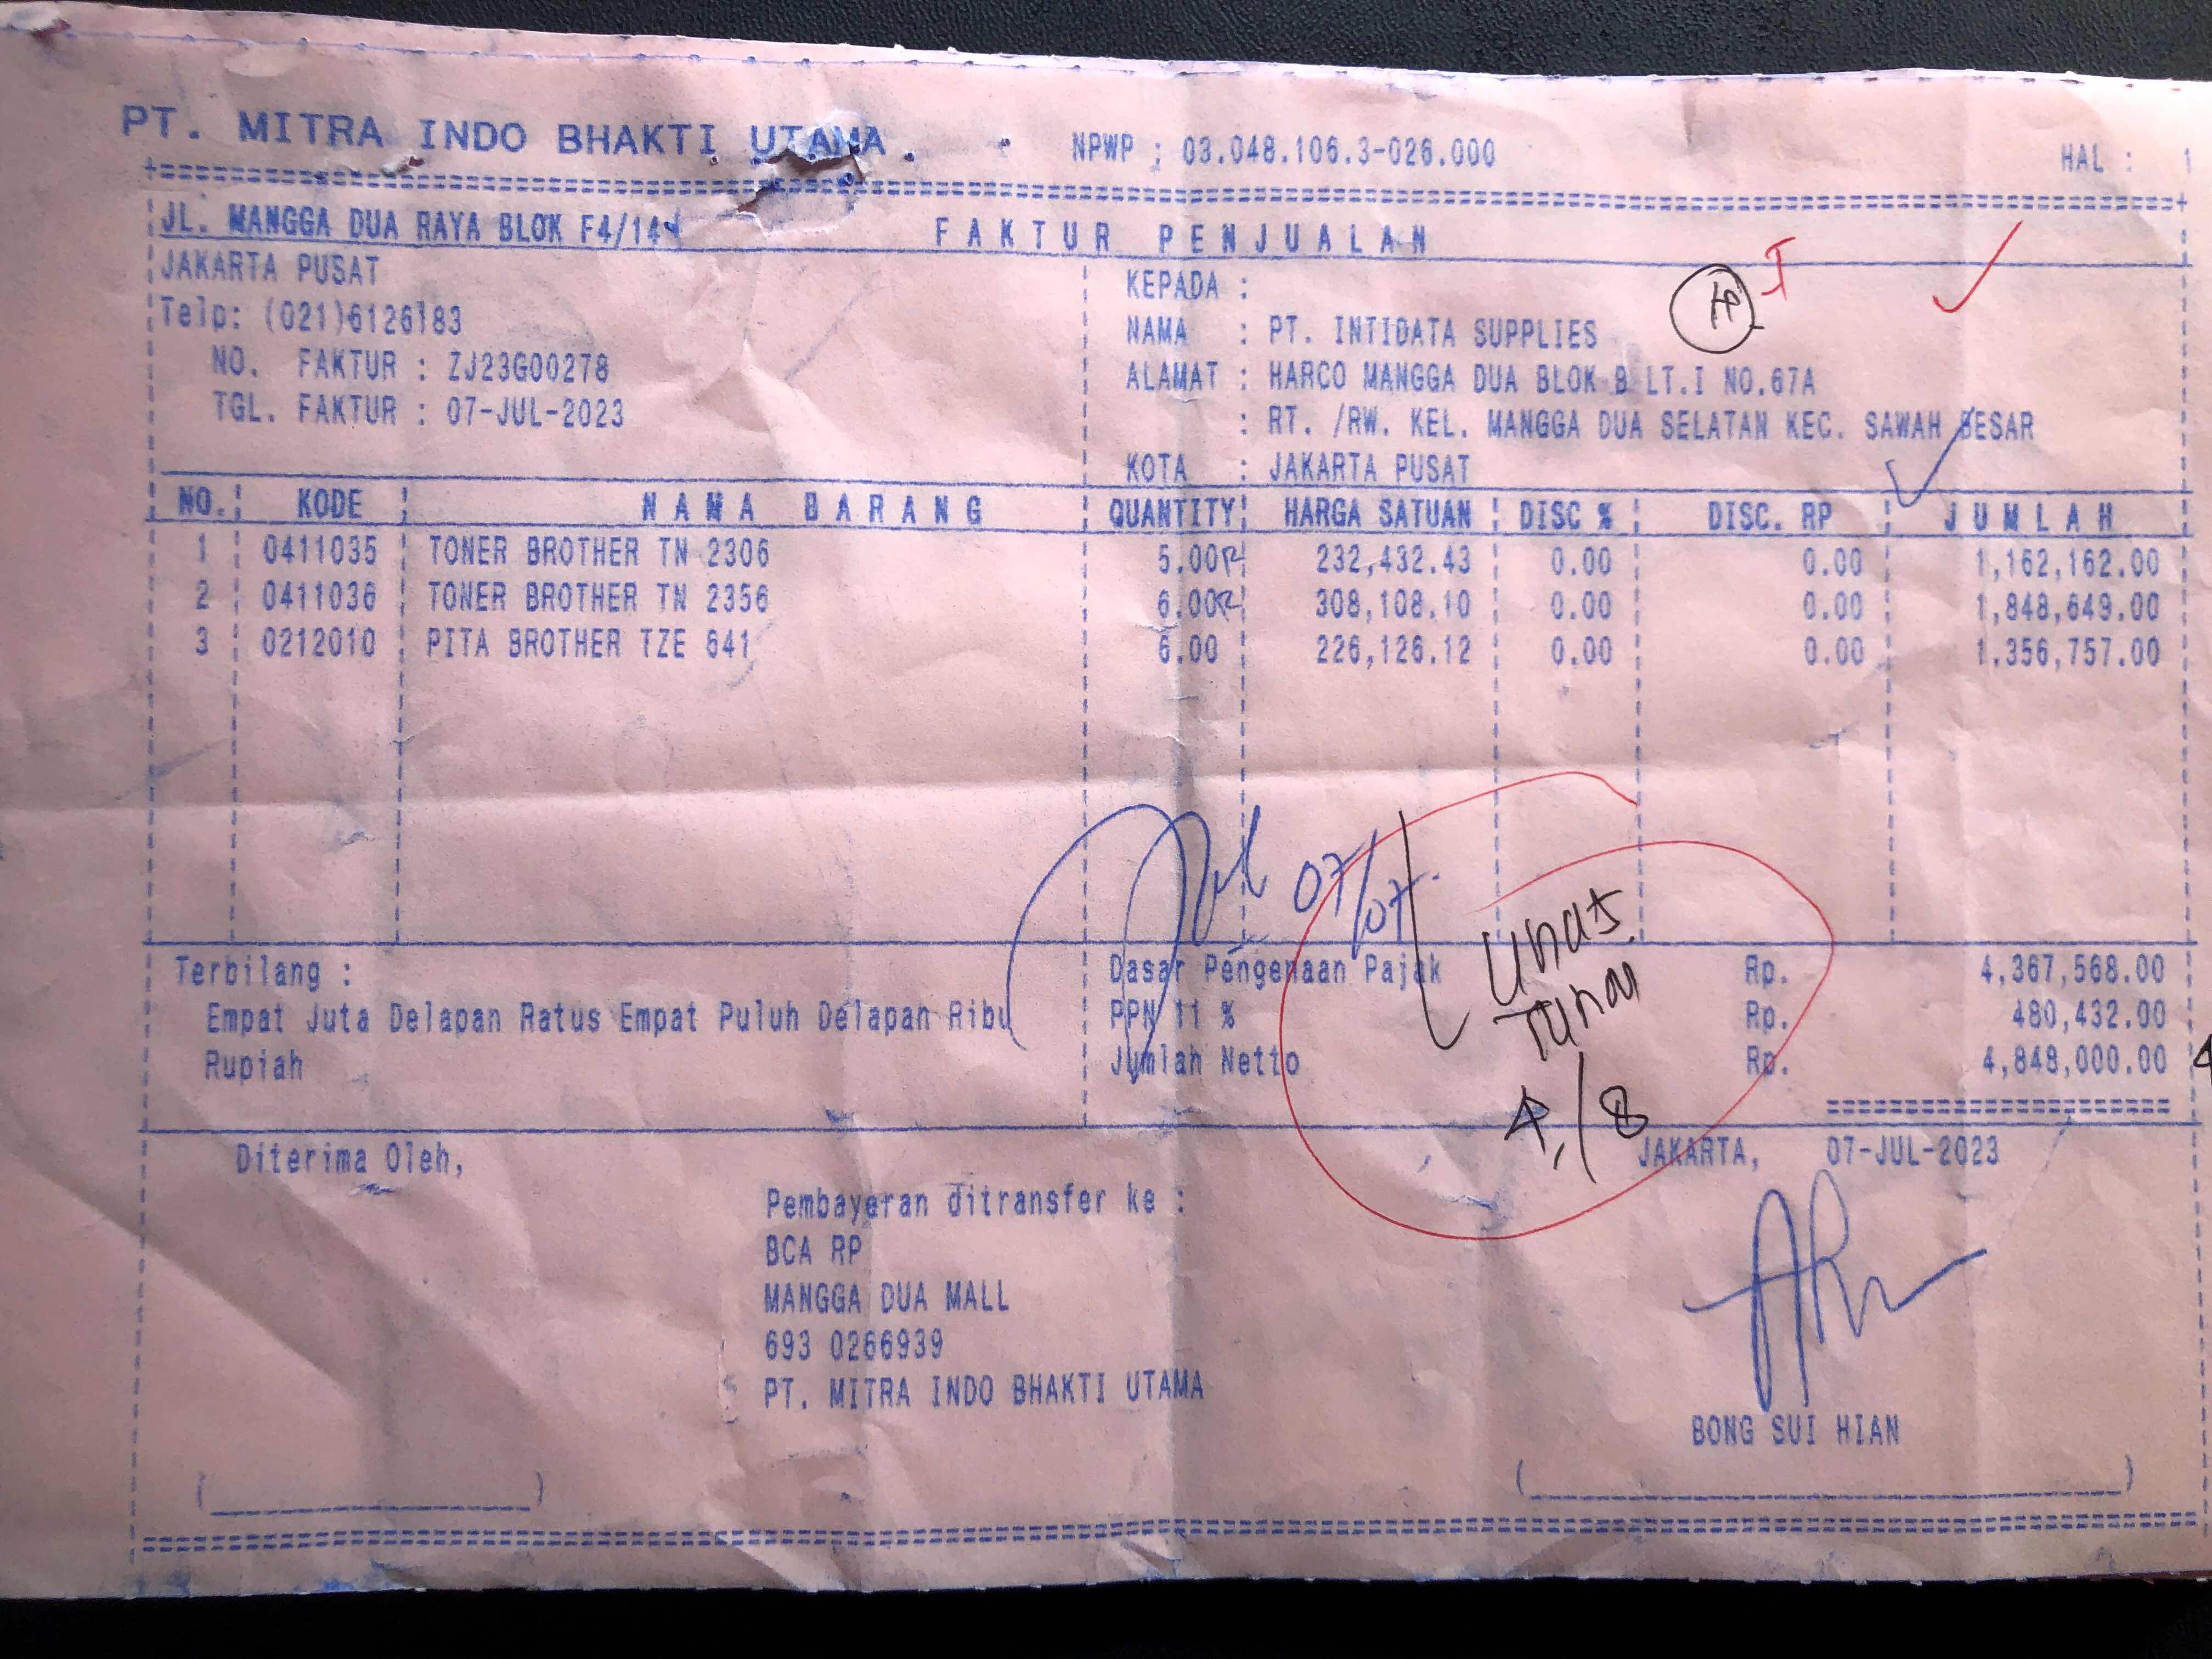 PT. MITRA INDO BHAKTI UTAMA. NPWP ; 03.048.106.3-026.000 HAL : 1
JL. MANGGA DUA RAYA BLOK F4/14 FAKTUR PENJUALAN
JAKARTA PUSAT
Telp: (021)6126183
NO. FAKTUR : ZJ23G00278
TGL. FAKTUR : 07-JUL-2023
KEPADA :
NAMA : PT. INTIDATA SUPPLIES
ALAMAT : HARCO MANGGA DUA BLOK B LT.I NO.67A
: RT. /RW. KEL. MANGGA DUA SELATAN KEC. SAWAH BESAR
KOTA : JAKARTA PUSAT
NO. KODE NAMA BARANG QUANTITY HARGA SATUAN DISC % DISC. RP JUMLAH
1 0411035 TONER BROTHER TN 2306 5.00 232,432.43 0.00 0.00 1,162,162.00
2 0411036 TONER BROTHER TN 2356 6.00 308,108.10 0.00 0.00 1,848,649.00
3 0212010 PITA BROTHER TZE 641 6.00 226,126.12 0.00 0.00 1,356,757.00
07/07.
Lunas
Tunai
4/8
Terbilang :
Empat Juta Delapan Ratus Empat Puluh Delapan Ribu
Rupiah
Dasar Pengenaan Pajak Rp. 4,367,568.00
PPN 11 % Rp. 480,432.00
Jumlah Netto Rp. 4,848,000.00
Diterima Oleh,
Pembayaran ditransfer ke :
BCA RP
MANGGA DUA MALL
693 0266939
PT. MITRA INDO BHAKTI UTAMA
JAKARTA, 07-JUL-2023
BONG SUI HIAN